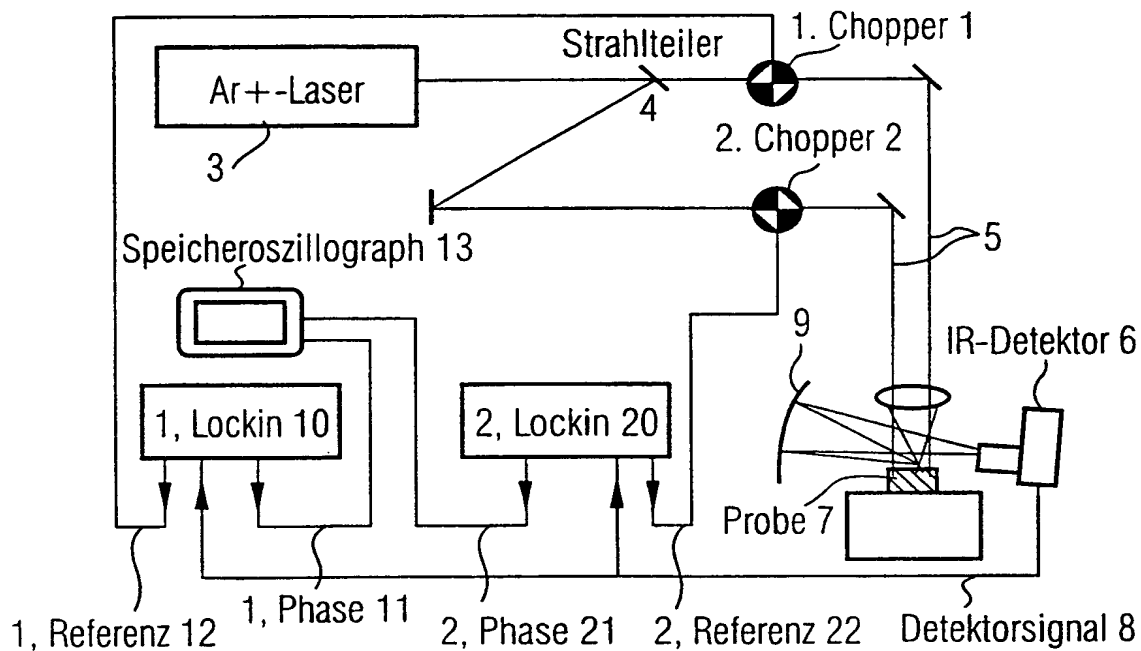 1. Chopper 1
Strahlteiler
Ar+-Laser
4
3
2. Chopper 2
5
Speicheroszillograph 13
9
IR-Detektor 6
1, Lockin 10
2, Lockin 20
Probe 7
1, Phase 11
1, Referenz 12
2, Phase 21
2, Referenz 22
Detektorsignal 8